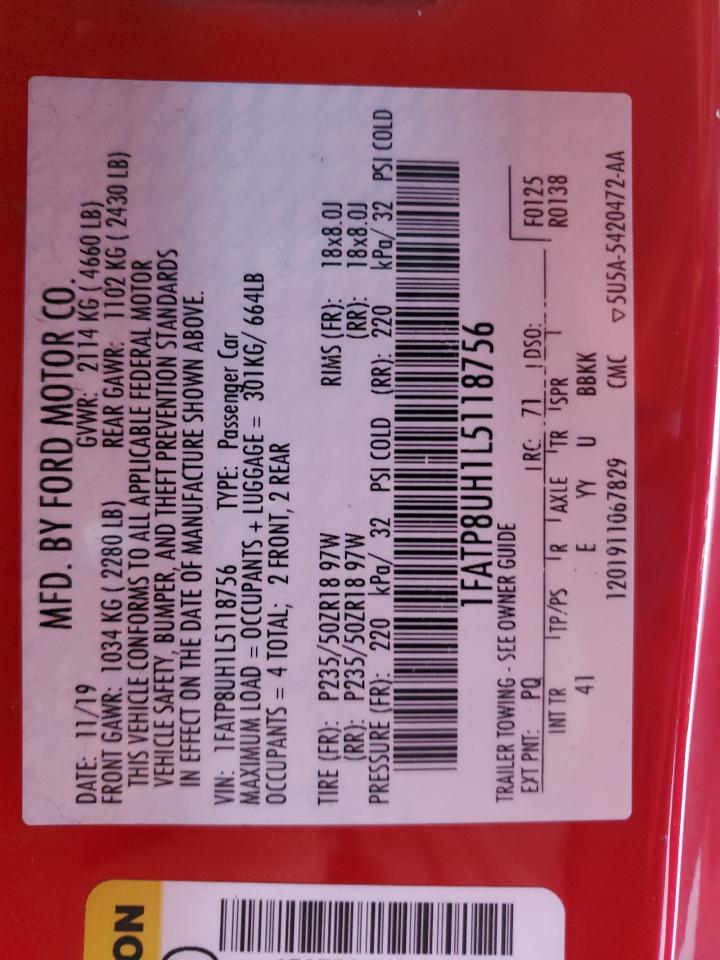 MFD. BY FORD MOTOR CO.
DATE: 11/19 GVWR: 2114 KG ( 4660 LB)
FRONT GAWR: 1034 KG ( 2280 LB) REAR GAWR: 1102 KG ( 2430 LB)
THIS VEHICLE CONFORMS TO ALL APPLICABLE FEDERAL MOTOR
VEHICLE SAFETY, BUMPER, AND THEFT PREVENTION STANDARDS
IN EFFECT ON THE DATE OF MANUFACTURE SHOWN ABOVE.
VIN: 1FATP8UH1L5118756 TYPE: Passenger Car
MAXIMUM LOAD = OCCUPANTS + LUGGAGE = 301KG/ 664LB
OCCUPANTS = 4 TOTAL; 2 FRONT, 2 REAR
TIRE (FR): P235/50ZR18 97W RIMS (FR): 18x8.0J
(RR): P235/50ZR18 97W (RR): 18x8.0J
PRESSURE (FR): 220 kPa/ 32 PSI COLD (RR): 220 kPa/ 32 PSI COLD
1FATP8UH1L5118756
TRAILER TOWING - SEE OWNER GUIDE
EXT PNT: PQ RC: 71 DSO: F0125
R0138
INT TR TP/PS R AXLE TR SPR
41 E YY U BBKK
1201911067829 CMC ▽5U5A-5420472-AA
ON